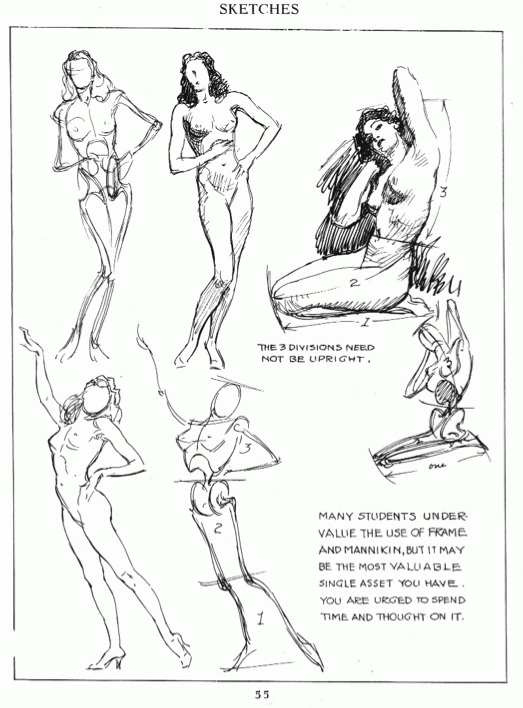 SKETCHES
3
2
1
THE 3 DIVISIONS NEED
NOT BE UPRIGHT.
3
3
2
1
one
MANY STUDENTS UNDER-
VALUE THE USE OF FRAME
AND MANNIKIN, BUT IT MAY
BE THE MOST VALUABLE
SINGLE ASSET YOU HAVE.
YOU ARE URGED TO SPEND
TIME AND THOUGHT ON IT.
55